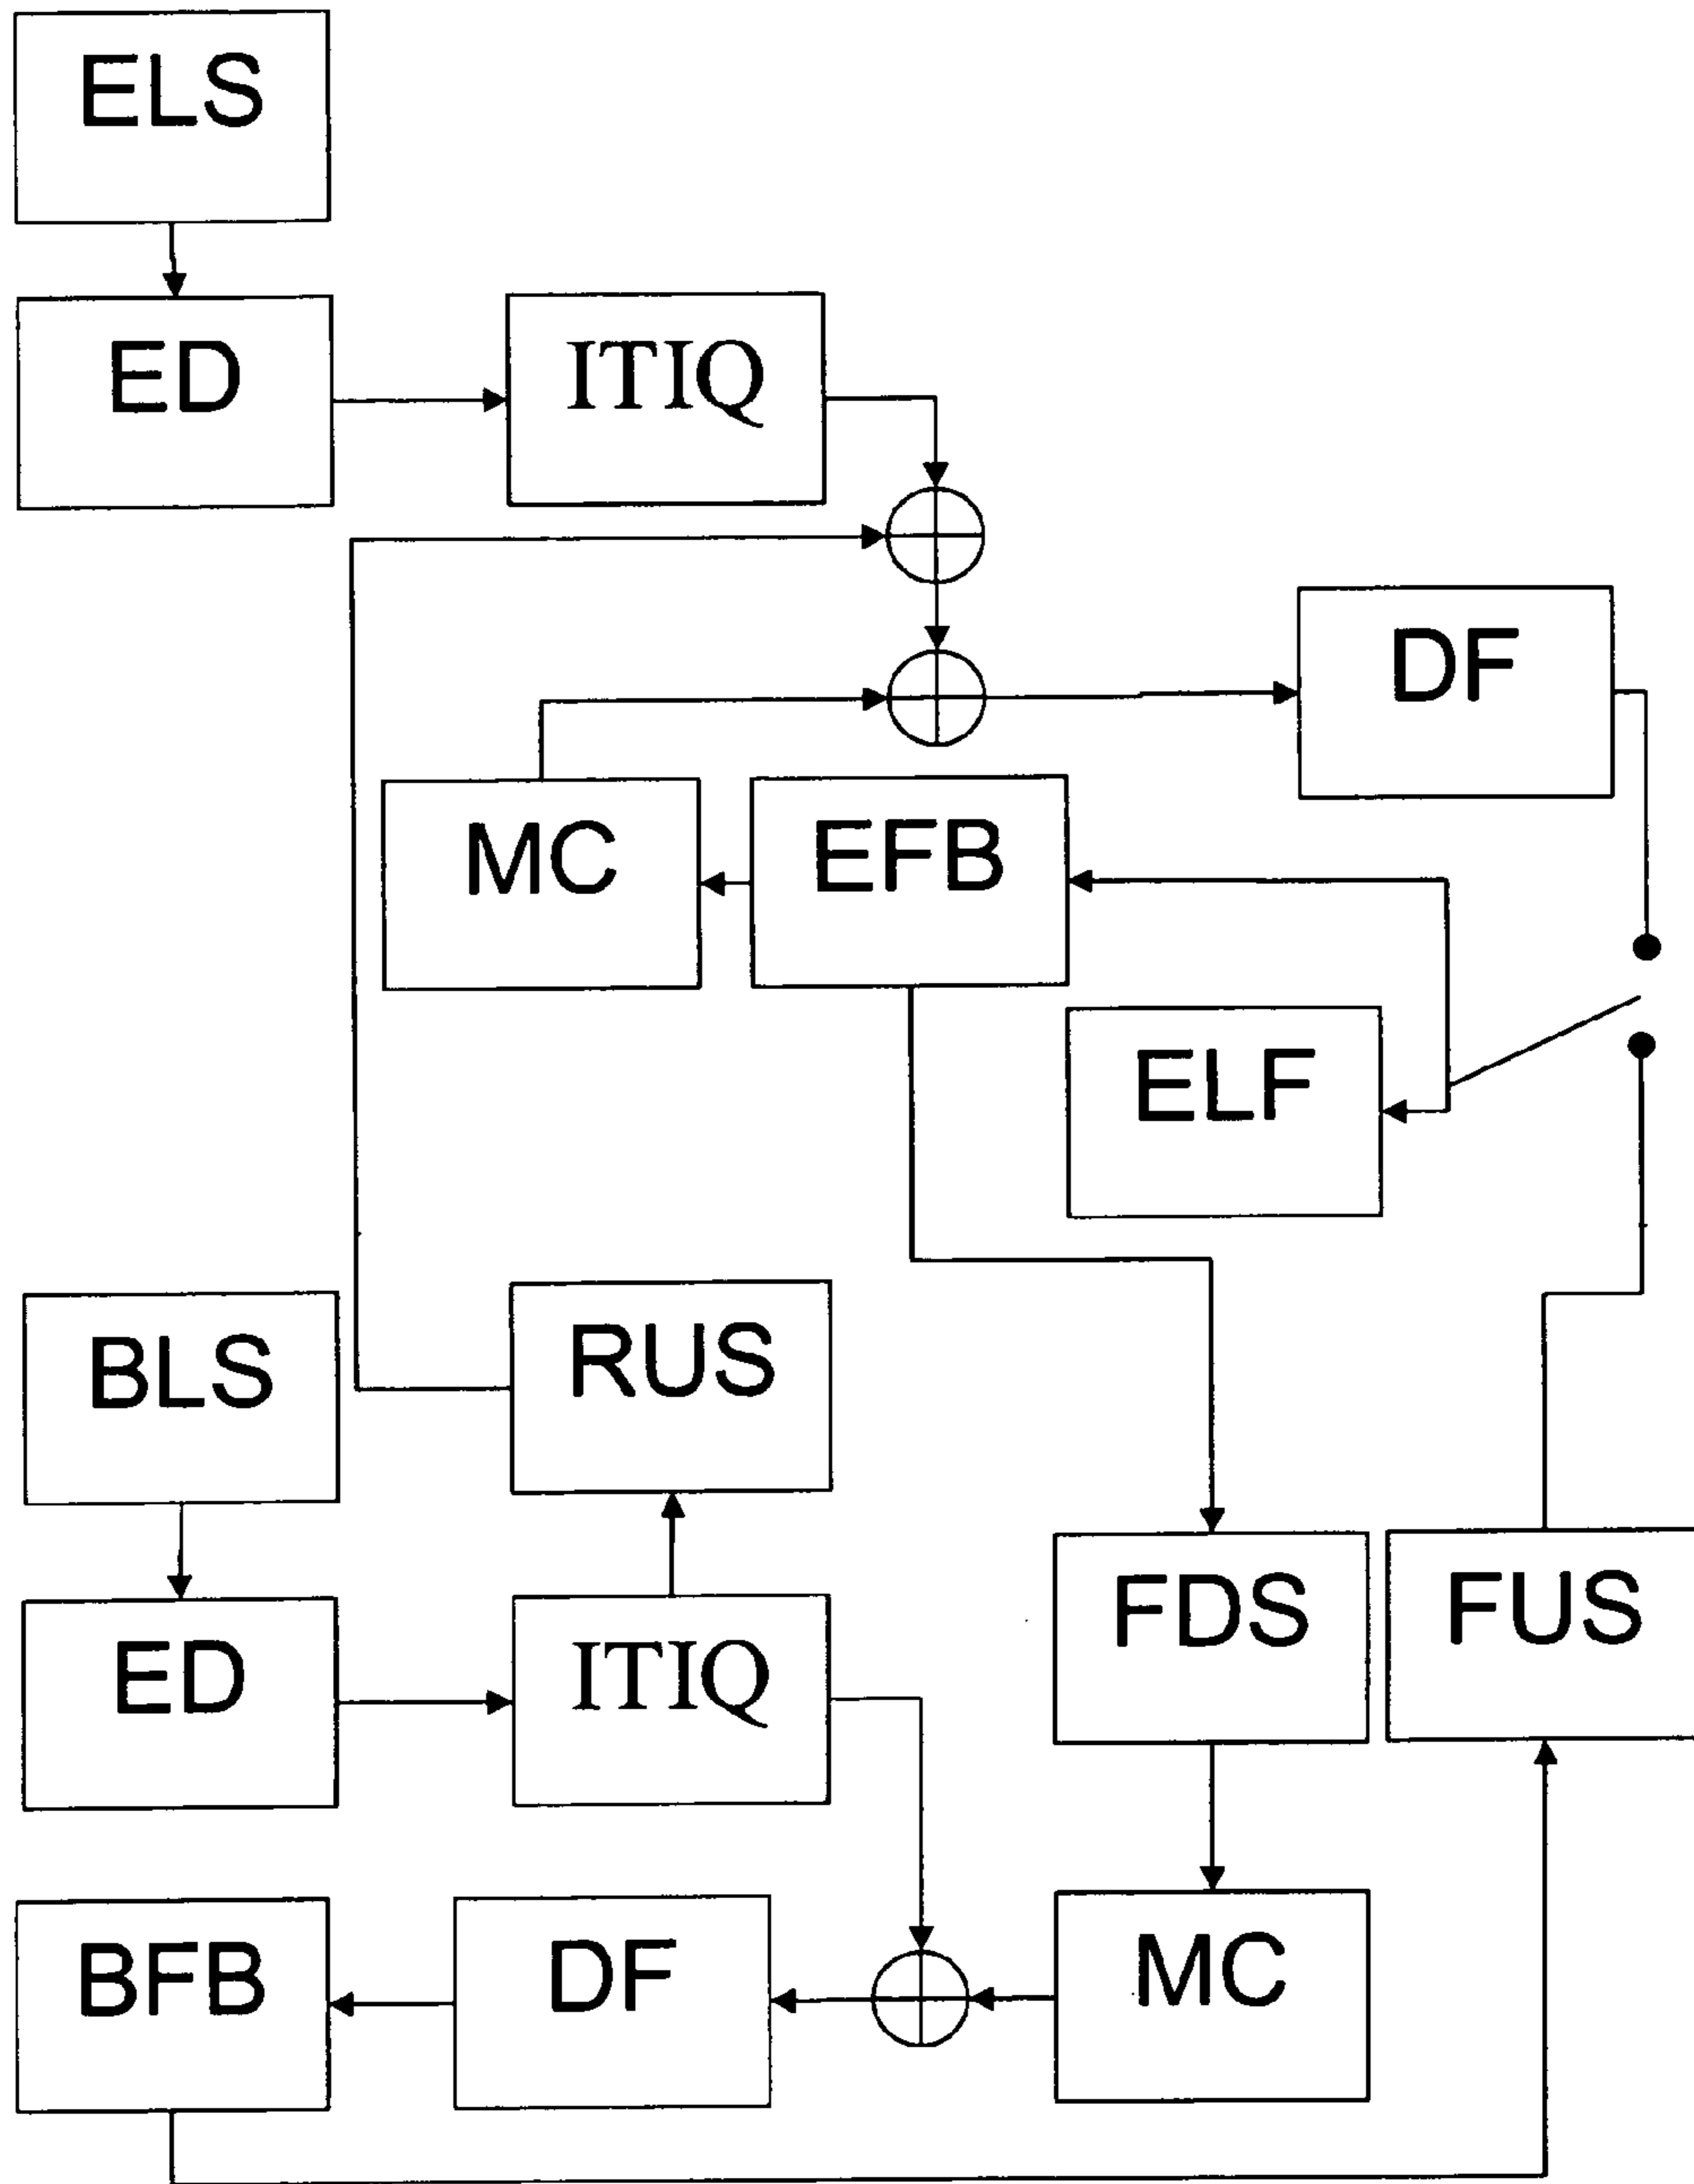 ELS
ED
ITIQ
DF
MC
EFB
ELF
BLS
RUS
ED
ITIQ
FDS
FUS
BFB
DF
MC